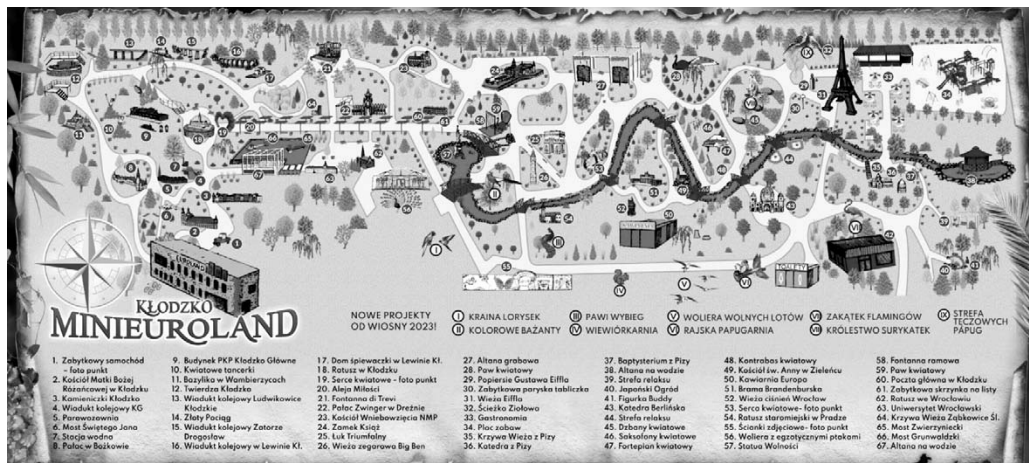 EUROLAND
KŁODZKO
MINIEUROLAND
TOALETY
NOWE PROJEKTY
OD WIOSNY 2023!
I KRAINA LORYSEK
II KOLOROWE BAŻANTY
III PAWI WYBIEG
IV WIEWIÓRKARNIA
V WOLIERA WOLNYCH LOTÓW
VI RAJSKA PAPUGARNIA
VII ZAKĄTEK FLAMINGÓW
VIII KRÓLESTWO SURYKATEK
IX STREFA
TĘCZOWYCH
PAPUG
1. Zabytkowy samochód
- foto punkt
2. Kościół Matki Bożej
Różańcowej w Kłodzku
3. Kamieniczki Kłodzko
4. Wiadukt kolejowy KG
5. Parowozownia
6. Most Świętego Jana
7. Stacja wodna
8. Pałac w Bożkowie
9. Budynek PKP Kłodzko Główne
10. Kwiatowe tancerki
11. Bazylika w Wambierzycach
12. Twierdza Kłodzka
13. Wiadukt kolejowy Ludwikowice
Kłodzkie
14. Złoty Pociąg
15. Wiadukt kolejowy Zatorze
Drogosław
16. Wiadukt kolejowy w Lewinie Kł.
17. Dom śpiewaczki w Lewinie Kł.
18. Ratusz w Kłodzku
19. Serce kwiatowe - foto punkt
20. Aleja Miłości
21. Fontanna di Trevi
22. Pałac Zwinger w Dreźnie
23. Kościół Wniebowzięcia NMP
24. Zamek Książ
25. Łuk Triumfalny
26. Wieża zegarowa Big Ben
27. Altana grabowa
28. Paw kwiatowy
29. Popiersie Gustawa Eiffla
30. Zabytkowa paryska tabliczka
31. Wieża Eiffla
32. Ścieżka Ziołowo
33. Gastronomia
34. Plac zabaw
35. Krzywa Wieża z Pizy
36. Katedra z Pizy
37. Baptysterium z Pizy
38. Altana na wodzie
39. Strefa relaksu
40. Japoński Ogród
41. Figurka Buddy
42. Katedra Berlińska
43. Katedra Berlińska
44. Strefa relaksu
45. Dzbany kwiatowe
46. Saksofony kwiatowe
47. Fortepian kwiatowy
48. Kontrabas kwiatowy
49. Kościół św. Anny w Zieleńcu
50. Kawiarnia Europa
51. Brama Brandenburska
52. Wieża ciśnień Wrocław
53. Serca kwiatowe- foto punkt
54. Ratusz staromiejski w Pradze
55. Ścianki zdjęciowe- foto punkt
56. Woliera z egzotycznymi ptakami
57. Statua Wolności
58. Fontanna ramowa
59. Paw kwiatowy
60. Poczta główna w Kłodzku
61. Zabytkowa skrzynka na listy
62. Ratusz we Wrocławiu
63. Uniwersytet Wrocławski
64. Krzywa Wieża Ząbkowice Śl.
65. Most Zwierzyniecki
66. Most Grunwaldzki
67. Altana na wodzie